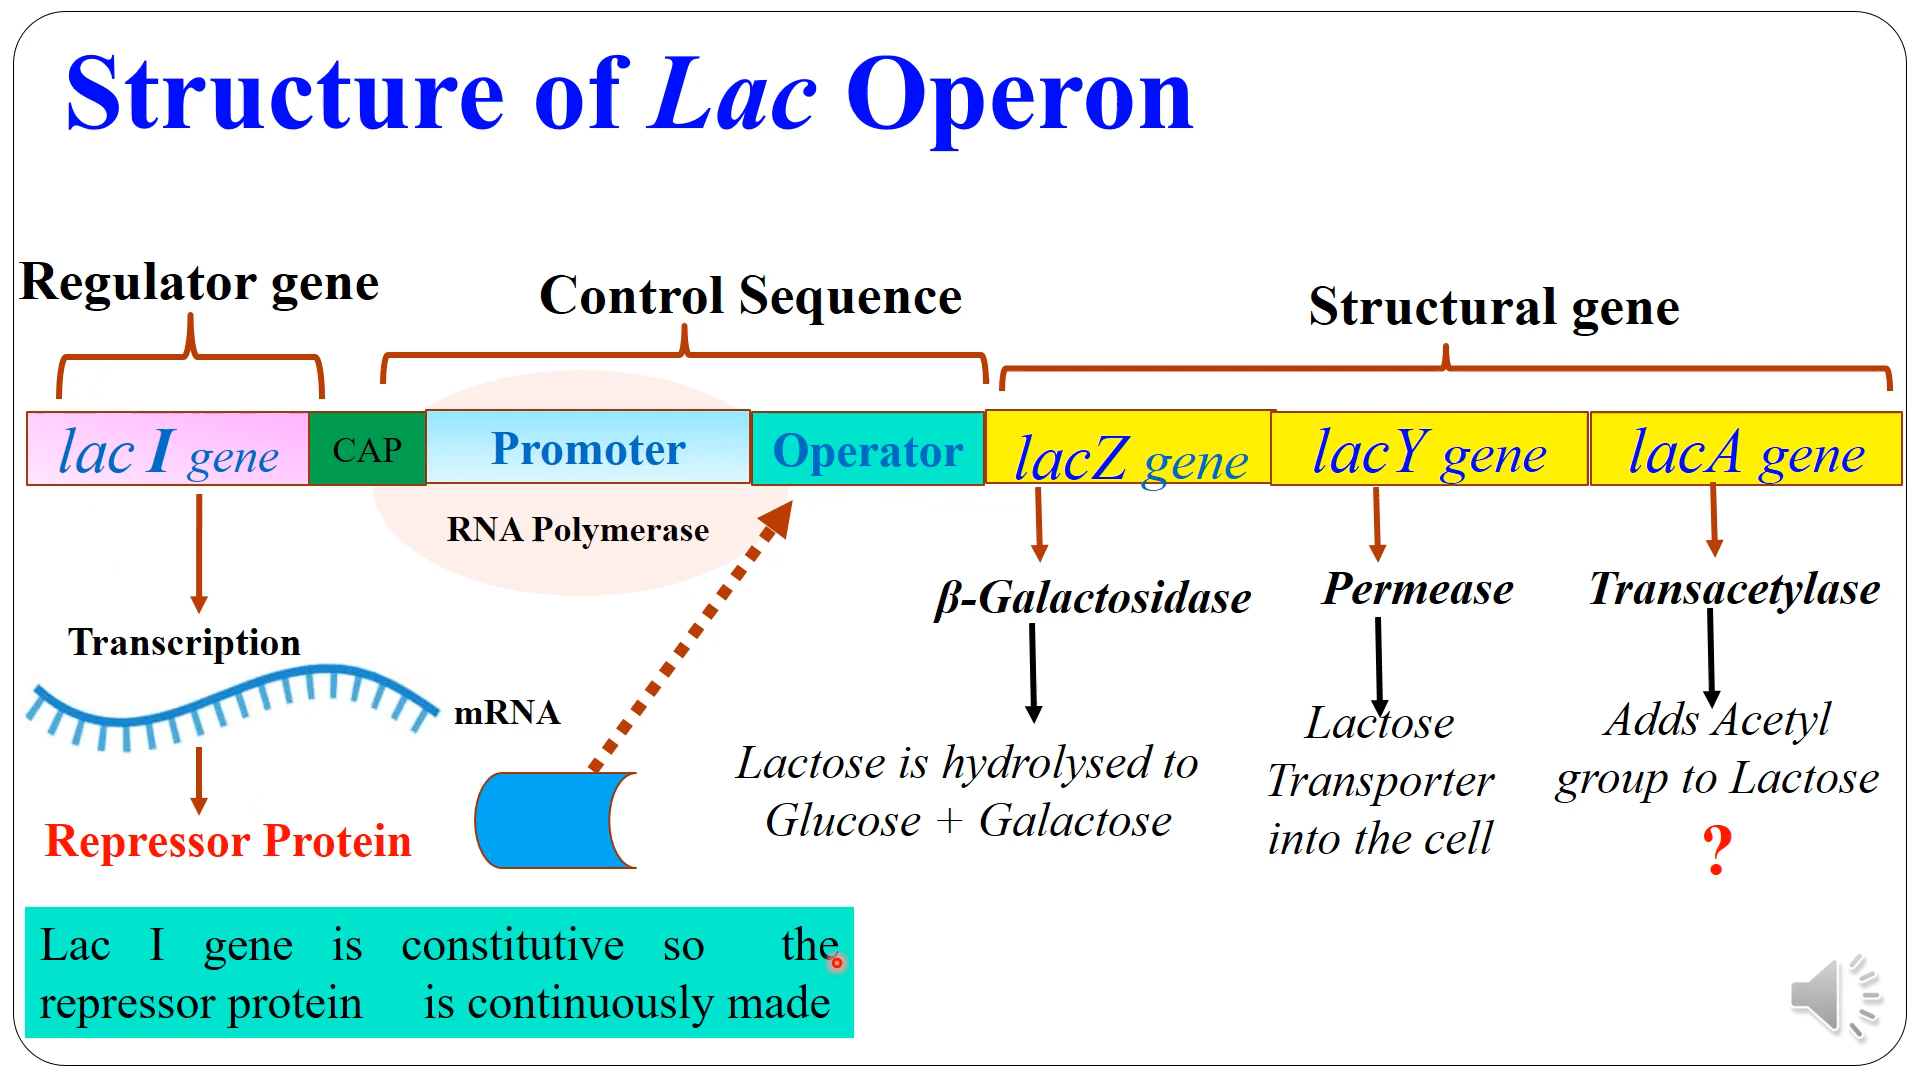 Structure of Lac Operon
Regulator gene
Control Sequence
Structural gene
lac I gene
CAP
Promoter
Operator
lacZ gene
lacY gene
lacA gene
RNA Polymerase
Transcription
mRNA
Repressor Protein
β-Galactosidase
Permease
Transacetylase
Lactose is hydrolysed to
Glucose + Galactose
Lactose
Transporter
into the cell
Adds Acetyl
group to Lactose
?
Lac I gene is constitutive so the
repressor protein is continuously made